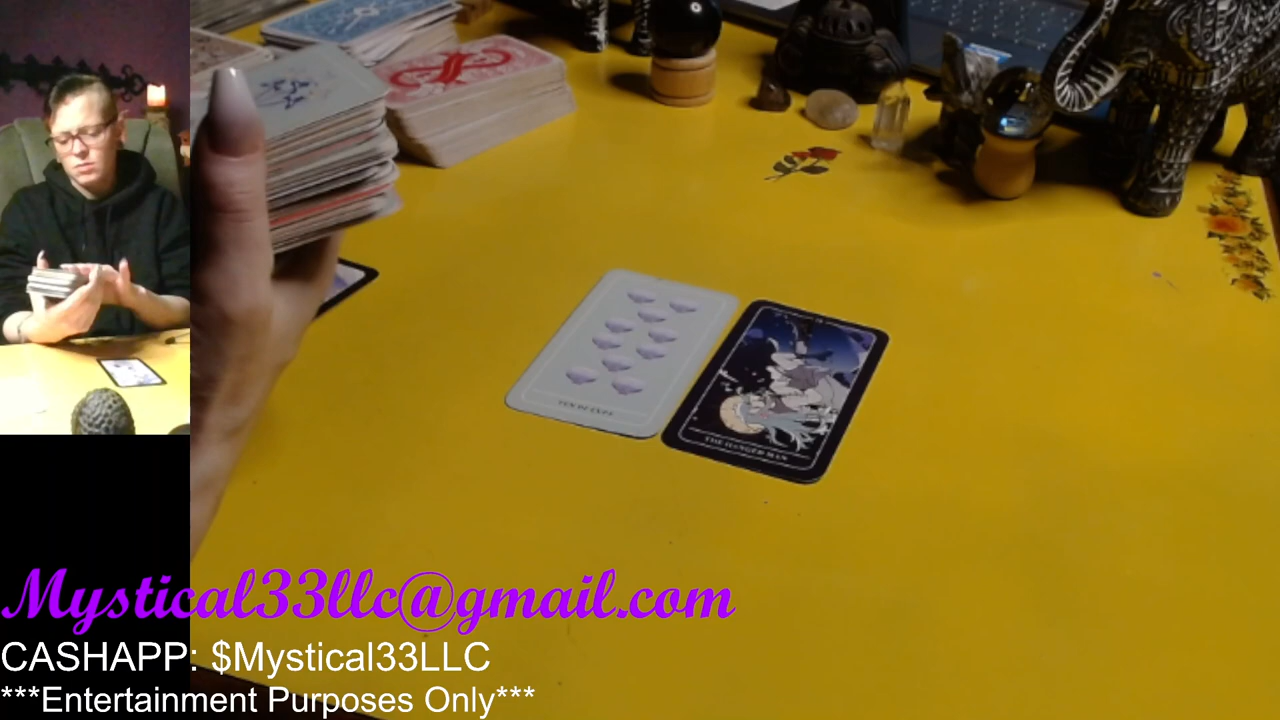 TEN OF CUPS
THE HANGED MAN
Mystical33llc@gmail.com
CASHAPP: $Mystical33LLC
***Entertainment Purposes Only***